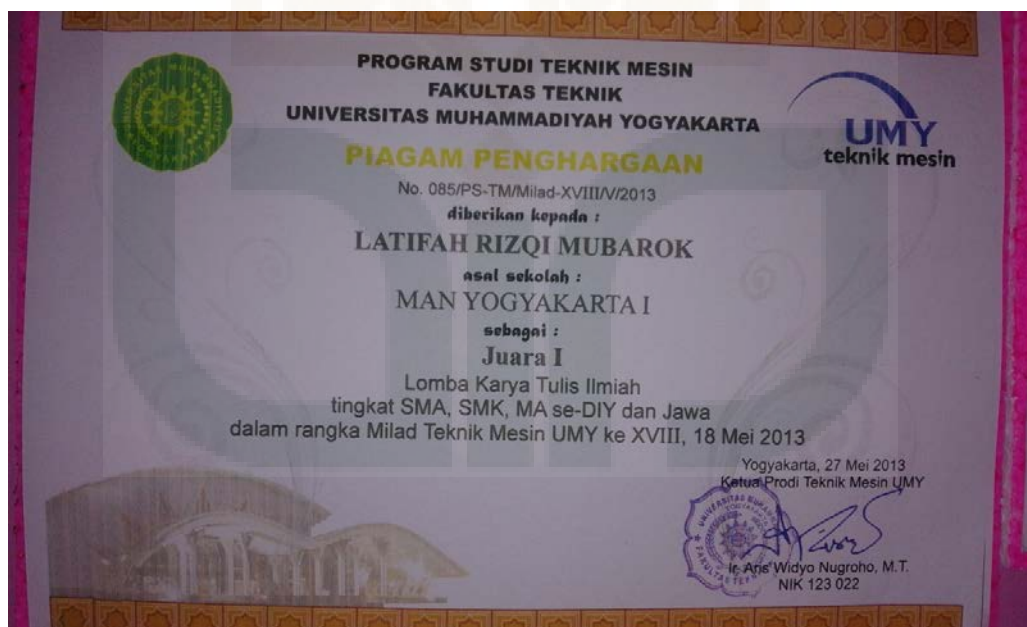 PROGRAM STUDI TEKNIK MESIN
FAKULTAS TEKNIK
UNIVERSITAS MUHAMMADIYAH YOGYAKARTA
UMY
teknik mesin
PIAGAM PENGHARGAAN
No. 085/PS-TM/Milad-XVIII/V/2013
diberikan kepada :
LATIFAH RIZQI MUBAROK
asal sekolah :
MAN YOGYAKARTA I
sebagai :
Juara I
Lomba Karya Tulis Ilmiah
tingkat SMA, SMK, MA se-DIY dan Jawa
dalam rangka Milad Teknik Mesin UMY ke XVIII, 18 Mei 2013
Yogyakarta, 27 Mei 2013
Ketua Prodi Teknik Mesin UMY
Ir. Aris Widyo Nugroho, M.T.
NIK 123 022